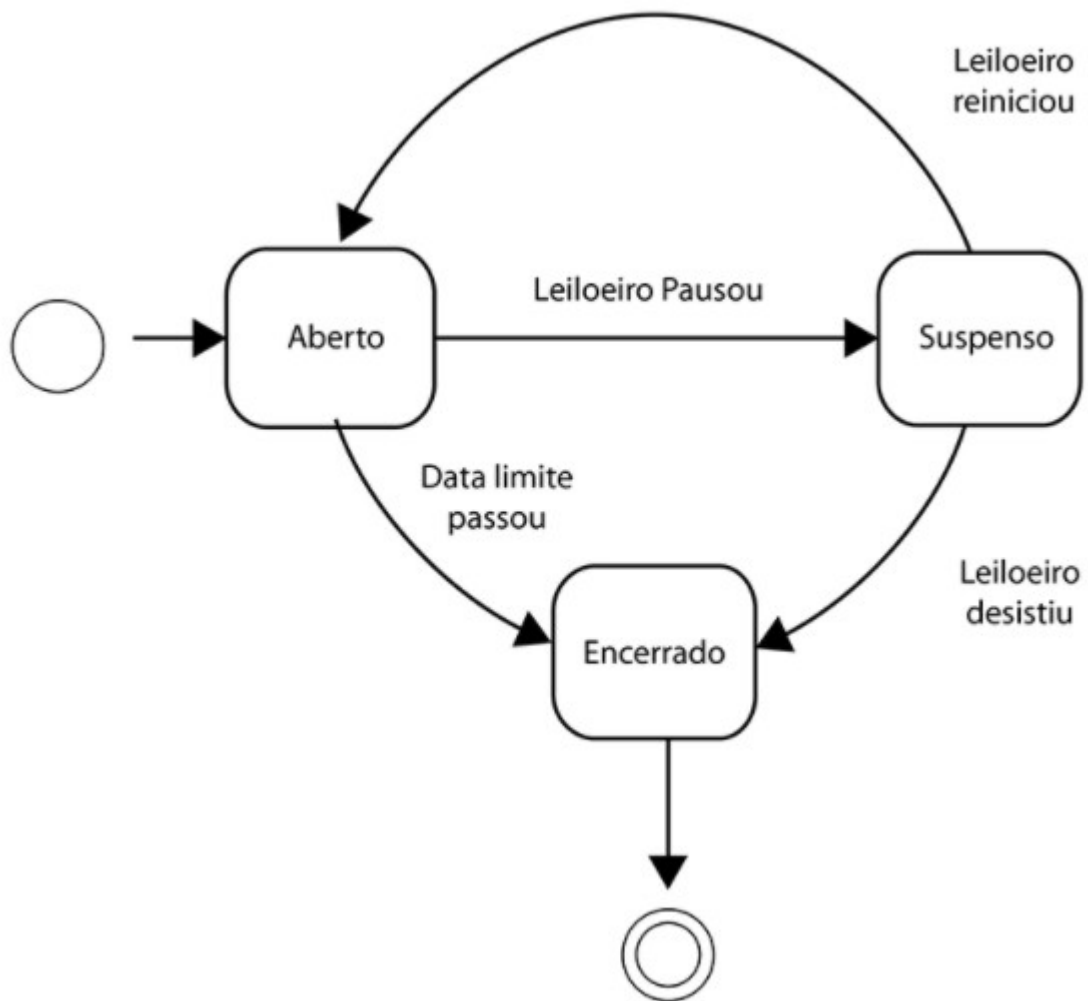 Leiloeiro
reiniciou
Leiloeiro Pausou
Aberto
Suspenso
Data limite
passou
Leiloeiro
desistiu
Encerrado